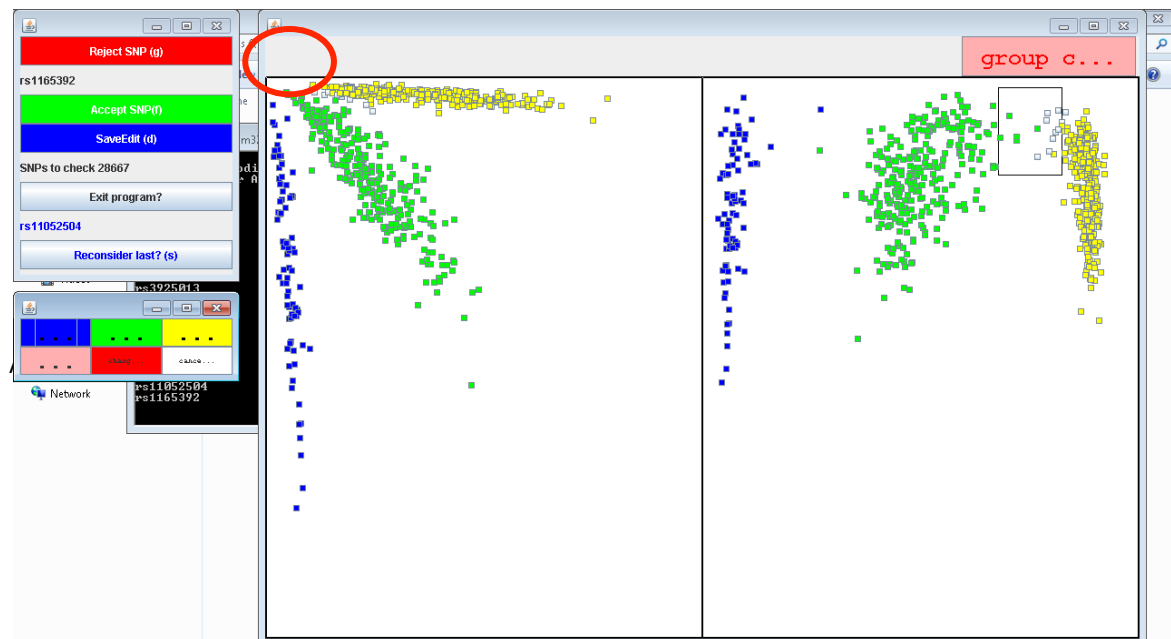 Reject SNP (g)
rs1165392
Accept SNP(f)
SaveEdit (d)
SNPs to check 28667
Exit program?
rs11052504
Reconsider last? (s)
group c...
rs3925013
...
...
...
...
chang...
cance...
Network
rs11052504
rs1165392